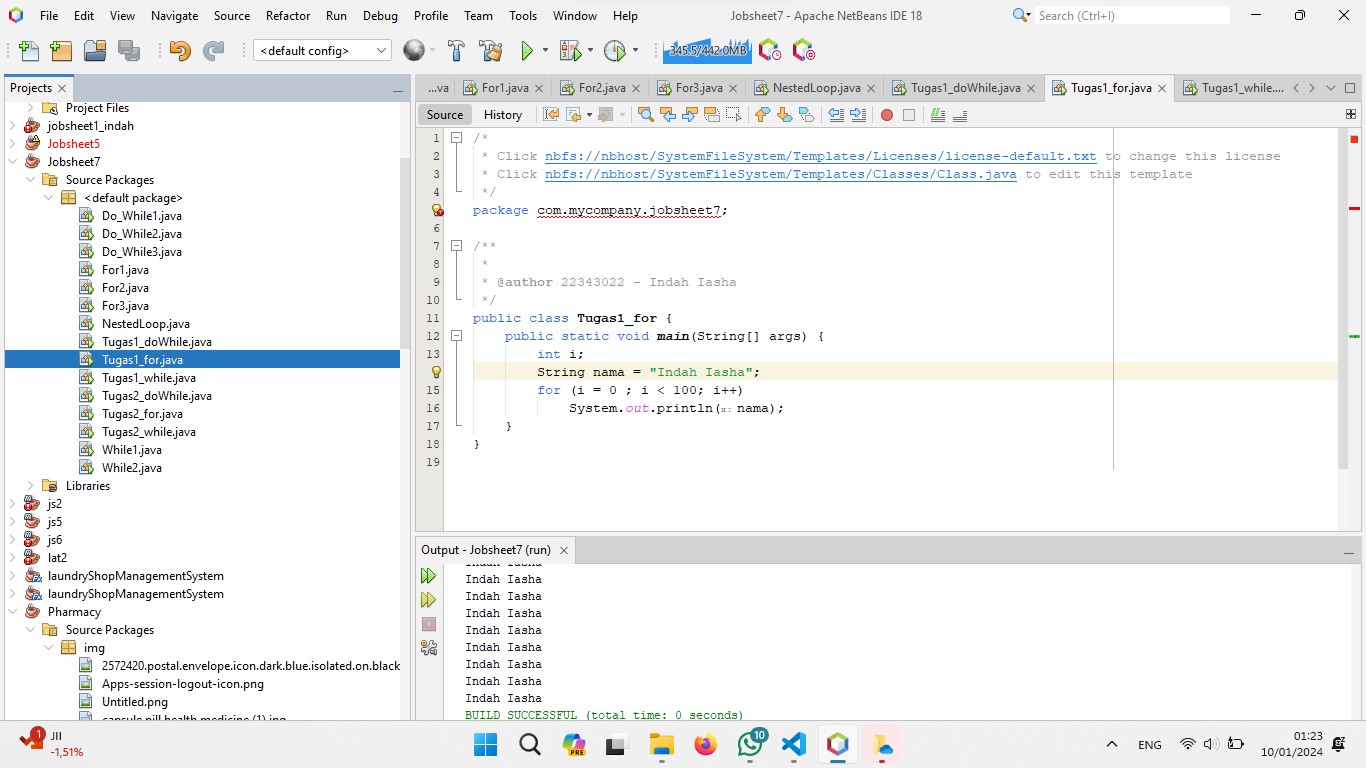 File Edit View Navigate Source Refactor Run Debug Profile Team Tools Window Help
Jobsheet7 - Apache NetBeans IDE 18
Search (Ctrl+I)
<default config>
345.5/442.0MB
Projects
Project Files
jobsheet1_indah
Jobsheet5
Jobsheet7
Source Packages
<default package>
Do_While1.java
Do_While2.java
Do_While3.java
For1.java
For2.java
For3.java
NestedLoop.java
Tugas1_doWhile.java
Tugas1_for.java
Tugas1_while.java
Tugas2_doWhile.java
Tugas2_for.java
Tugas2_while.java
While1.java
While2.java
Libraries
js2
js5
js6
lat2
laundryShopManagementSystem
laundryShopManagementSystem
Pharmacy
Source Packages
img
2572420.postal.envelope.icon.dark.blue.isolated.on.black
Apps-session-logout-icon.png
Untitled.png
capsule pill health medicine (1).jpg
...va For1.java For2.java For3.java NestedLoop.java Tugas1_doWhile.java Tugas1_for.java Tugas1_while....
Source History
1 /*
2 * Click nbfs://nbhost/SystemFileSystem/Templates/Licenses/license-default.txt to change this license
3 * Click nbfs://nbhost/SystemFileSystem/Templates/Classes/Class.java to edit this template
4 */
package com.mycompany.jobsheet7;
6
7 /**
8 *
9 * @author 22343022 - Indah Iasha
10 */
11 public class Tugas1_for {
12 public static void main(String[] args) {
13 int i;
String nama = "Indah Iasha";
15 for (i = 0 ; i < 100; i++)
16 System.out.println(x: nama);
17 }
18 }
19
Output - Jobsheet7 (run)
Indah Iasha
Indah Iasha
Indah Iasha
Indah Iasha
Indah Iasha
Indah Iasha
Indah Iasha
Indah Iasha
Indah Iasha
BUILD SUCCESSFUL (total time: 0 seconds)
1
JII
-1,51%
PRE
10
ENG
01:23
10/01/2024